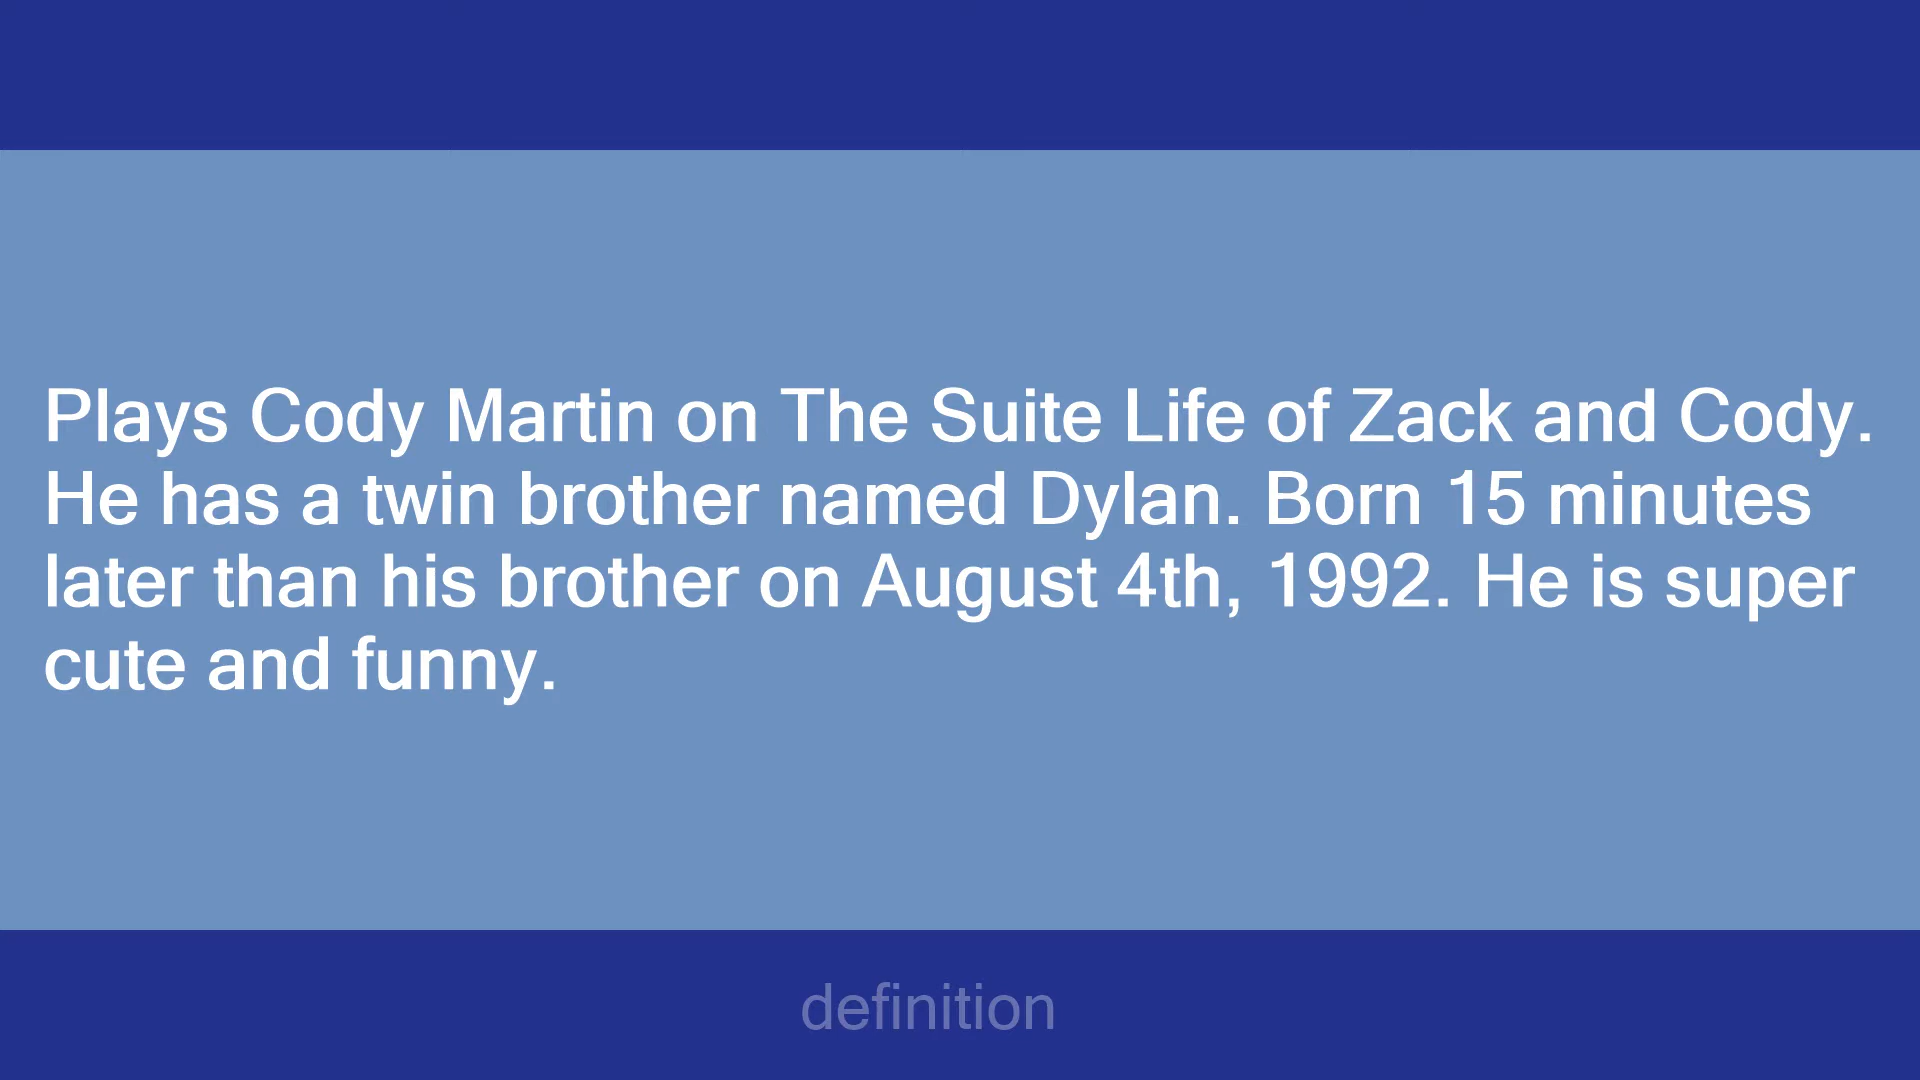 Plays Cody Martin on The Suite Life of Zack and Cody.
He has a twin brother named Dylan. Born 15 minutes
later than his brother on August 4th, 1992. He is super
cute and funny.
definition